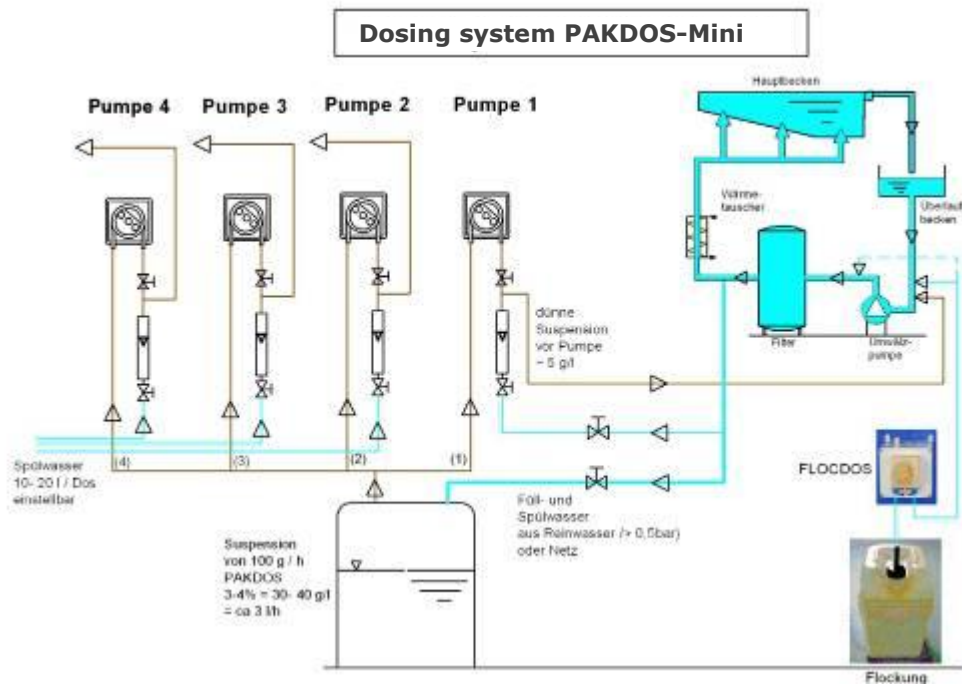 Dosing system PAKDOS-Mini
Hauptbecken
Pumpe 4
Pumpe 3
Pumpe 2
Pumpe 1
Wärme-
tauscher
Überlauf
becken
dünne
Suspension
vor Pumpe
~ 5 g/l
Filter
Umwälz-
pumpe
Spülwasser
10- 20 l / Dos
einstellbar
(4)
(3)
(2)
(1)
FLOCDOS
Füll- und
Spülwasser
aus Reinwasser /> 0,5bar)
oder Netz
Suspension
von 100 g / h
PAKDOS
3-4% = 30- 40 g/l
= ca 3 l/h
Flockung